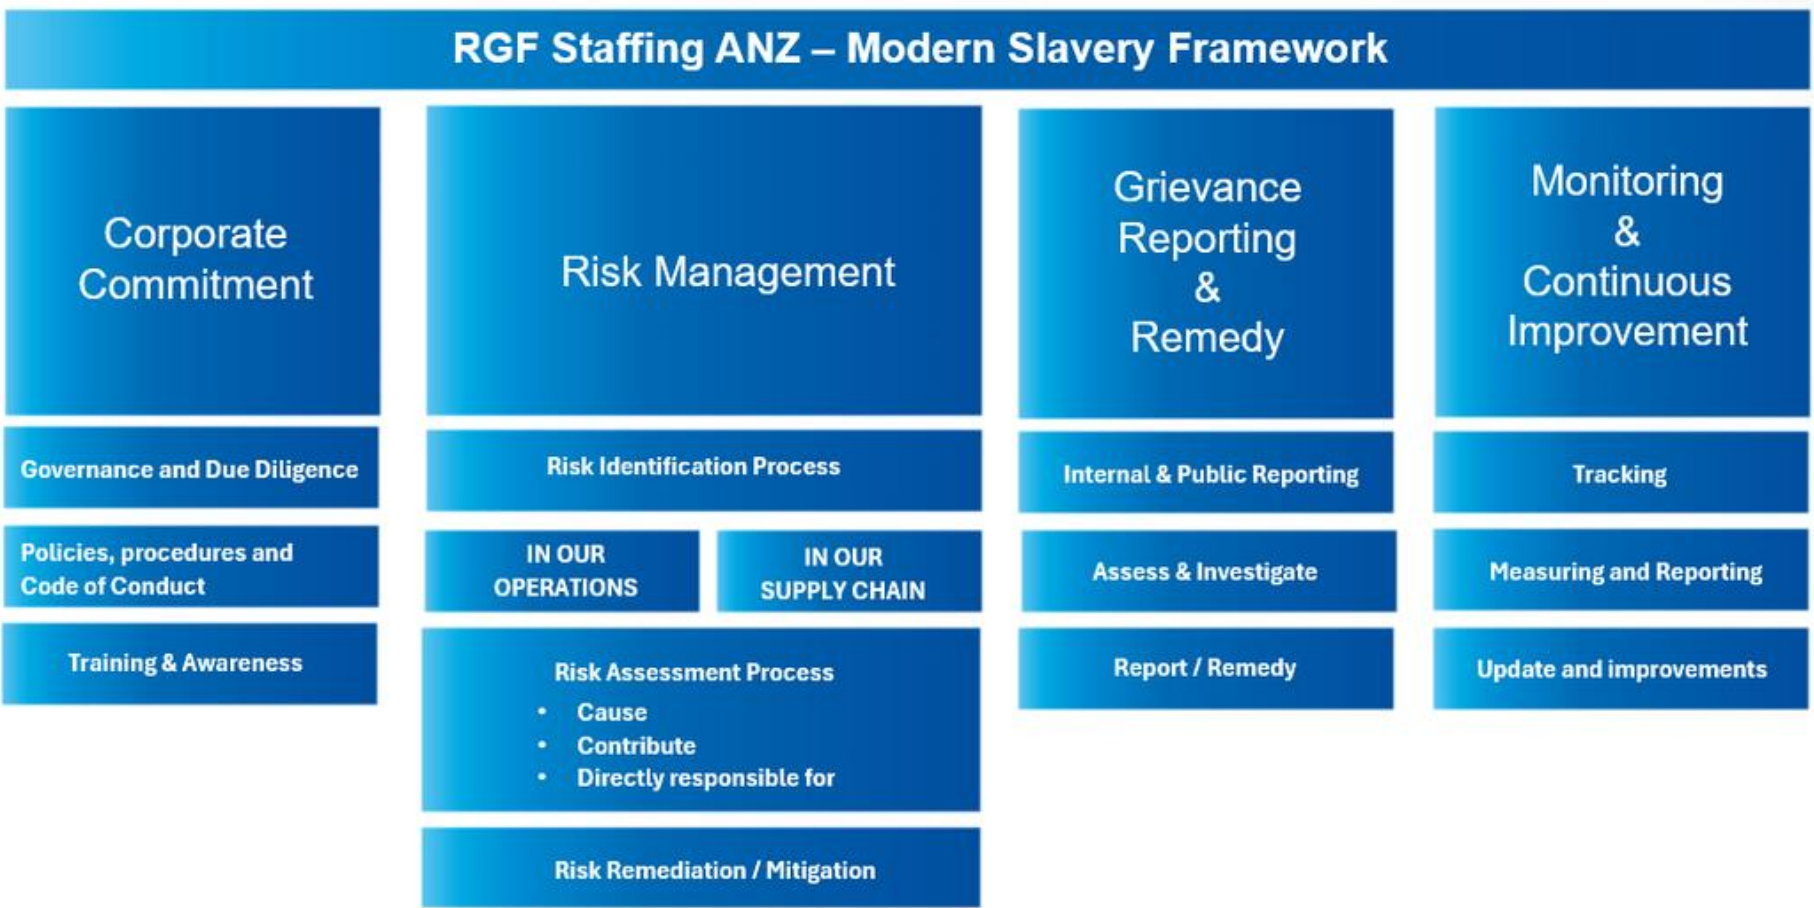 RGF Staffing ANZ – Modern Slavery Framework
Corporate
Commitment
Governance and Due Diligence
Policies, procedures and
Code of Conduct
Training & Awareness
Risk Management
Risk Identification Process
IN OUR
OPERATIONS
IN OUR
SUPPLY CHAIN
Risk Assessment Process
• Cause
• Contribute
• Directly responsible for
Risk Remediation / Mitigation
Grievance
Reporting
&
Remedy
Internal & Public Reporting
Assess & Investigate
Report / Remedy
Monitoring
&
Continuous
Improvement
Tracking
Measuring and Reporting
Update and improvements